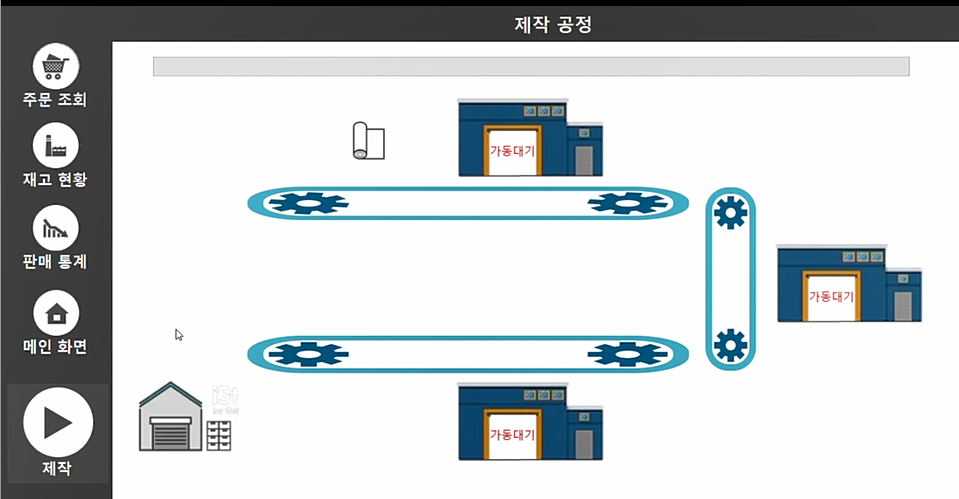 제작 공정
주문 조회
재고 현황
판매 통계
메인 화면
제작
가동대기
가동대기
가동대기
iSt